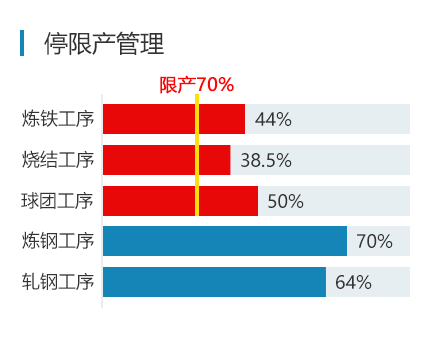 停限产管理
限产70%
炼铁工序 44%
烧结工序 38.5%
球团工序 50%
炼钢工序 70%
轧钢工序 64%